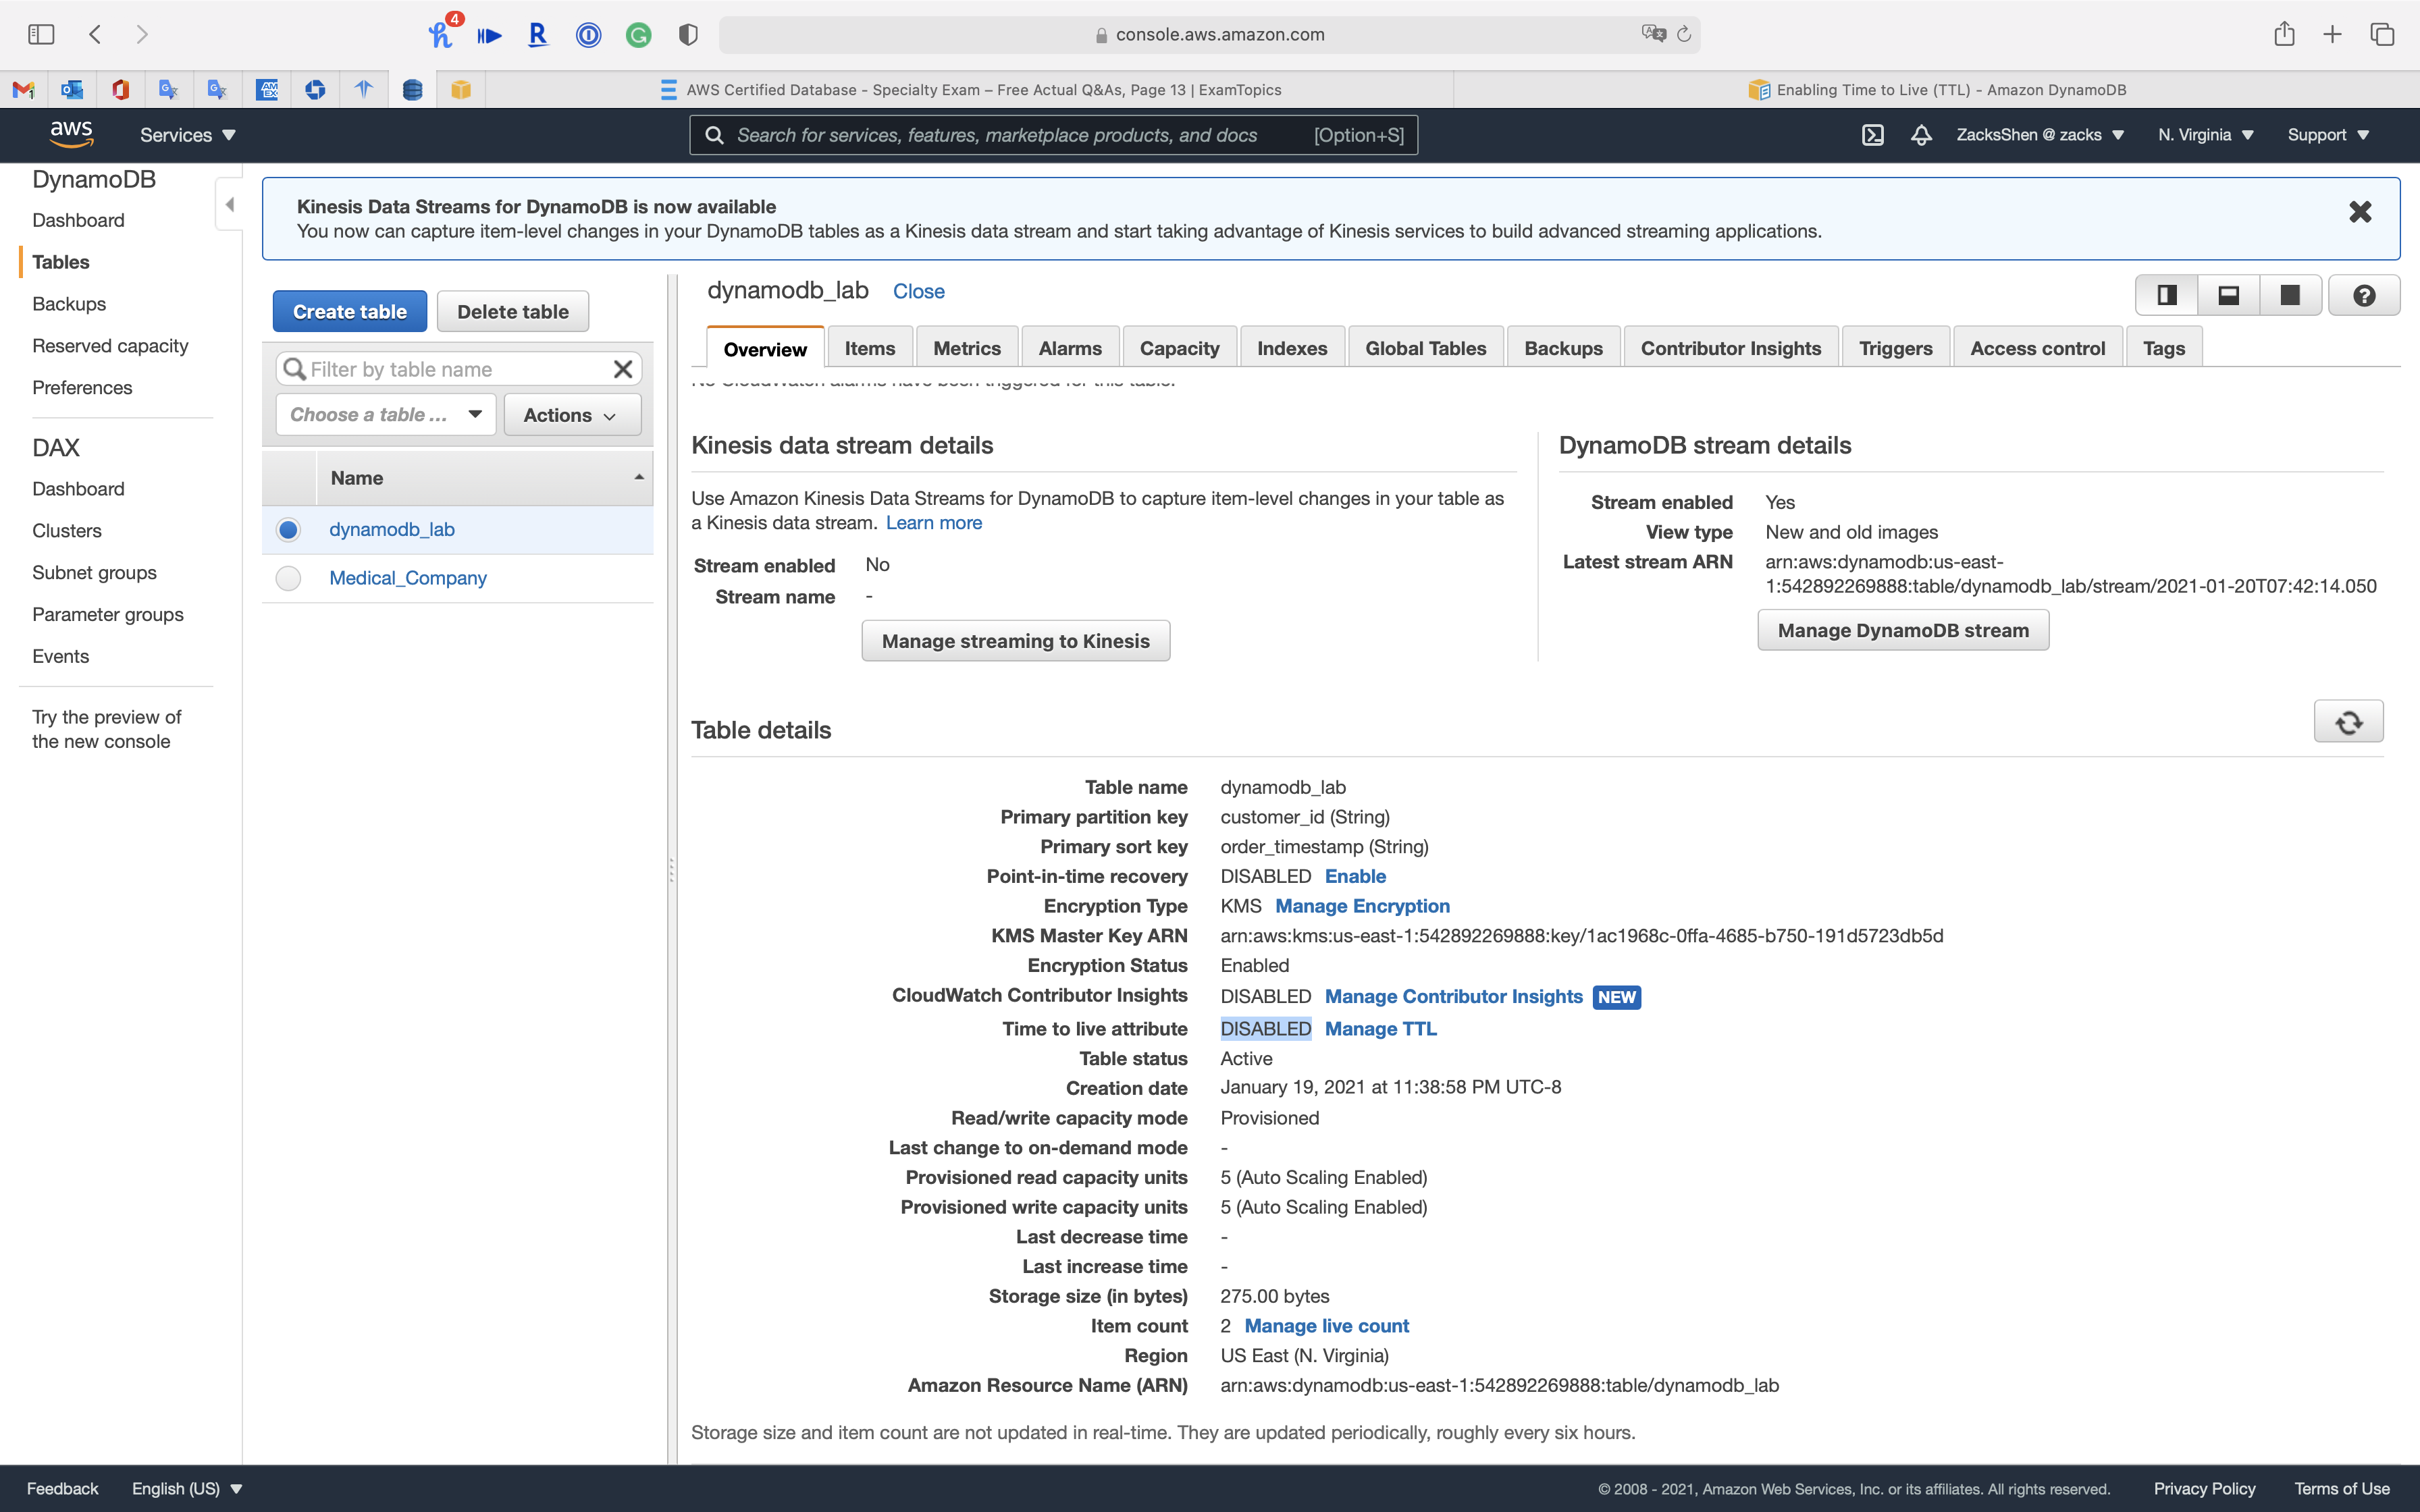 4
console.aws.amazon.com
AWS Certified Database - Specialty Exam – Free Actual Q&As, Page 13 | ExamTopics
Enabling Time to Live (TTL) - Amazon DynamoDB
aws
Services
Search for services, features, marketplace products, and docs
[Option+S]
ZacksShen @ zacks
N. Virginia
Support
DynamoDB
Dashboard
Tables
Backups
Reserved capacity
Preferences
DAX
Dashboard
Clusters
Subnet groups
Parameter groups
Events
Try the preview of
the new console
Kinesis Data Streams for DynamoDB is now available
You now can capture item-level changes in your DynamoDB tables as a Kinesis data stream and start taking advantage of Kinesis services to build advanced streaming applications.
Create table
Delete table
Filter by table name
Choose a table ...
Actions
Name
dynamodb_lab
Medical_Company
dynamodb_lab Close
Overview
Items
Metrics
Alarms
Capacity
Indexes
Global Tables
Backups
Contributor Insights
Triggers
Access control
Tags
No CloudWatch alarms have been triggered for this table.
Kinesis data stream details
Use Amazon Kinesis Data Streams for DynamoDB to capture item-level changes in your table as
a Kinesis data stream. Learn more
Stream enabled No
Stream name -
Manage streaming to Kinesis
DynamoDB stream details
Stream enabled Yes
View type New and old images
Latest stream ARN arn:aws:dynamodb:us-east-
1:542892269888:table/dynamodb_lab/stream/2021-01-20T07:42:14.050
Manage DynamoDB stream
Table details
Table name dynamodb_lab
Primary partition key customer_id (String)
Primary sort key order_timestamp (String)
Point-in-time recovery DISABLED Enable
Encryption Type KMS Manage Encryption
KMS Master Key ARN arn:aws:kms:us-east-1:542892269888:key/1ac1968c-0ffa-4685-b750-191d5723db5d
Encryption Status Enabled
CloudWatch Contributor Insights DISABLED Manage Contributor Insights NEW
Time to live attribute DISABLED Manage TTL
Table status Active
Creation date January 19, 2021 at 11:38:58 PM UTC-8
Read/write capacity mode Provisioned
Last change to on-demand mode -
Provisioned read capacity units 5 (Auto Scaling Enabled)
Provisioned write capacity units 5 (Auto Scaling Enabled)
Last decrease time -
Last increase time -
Storage size (in bytes) 275.00 bytes
Item count 2 Manage live count
Region US East (N. Virginia)
Amazon Resource Name (ARN) arn:aws:dynamodb:us-east-1:542892269888:table/dynamodb_lab
Storage size and item count are not updated in real-time. They are updated periodically, roughly every six hours.
Feedback
English (US)
© 2008 - 2021, Amazon Web Services, Inc. or its affiliates. All rights reserved.
Privacy Policy
Terms of Use